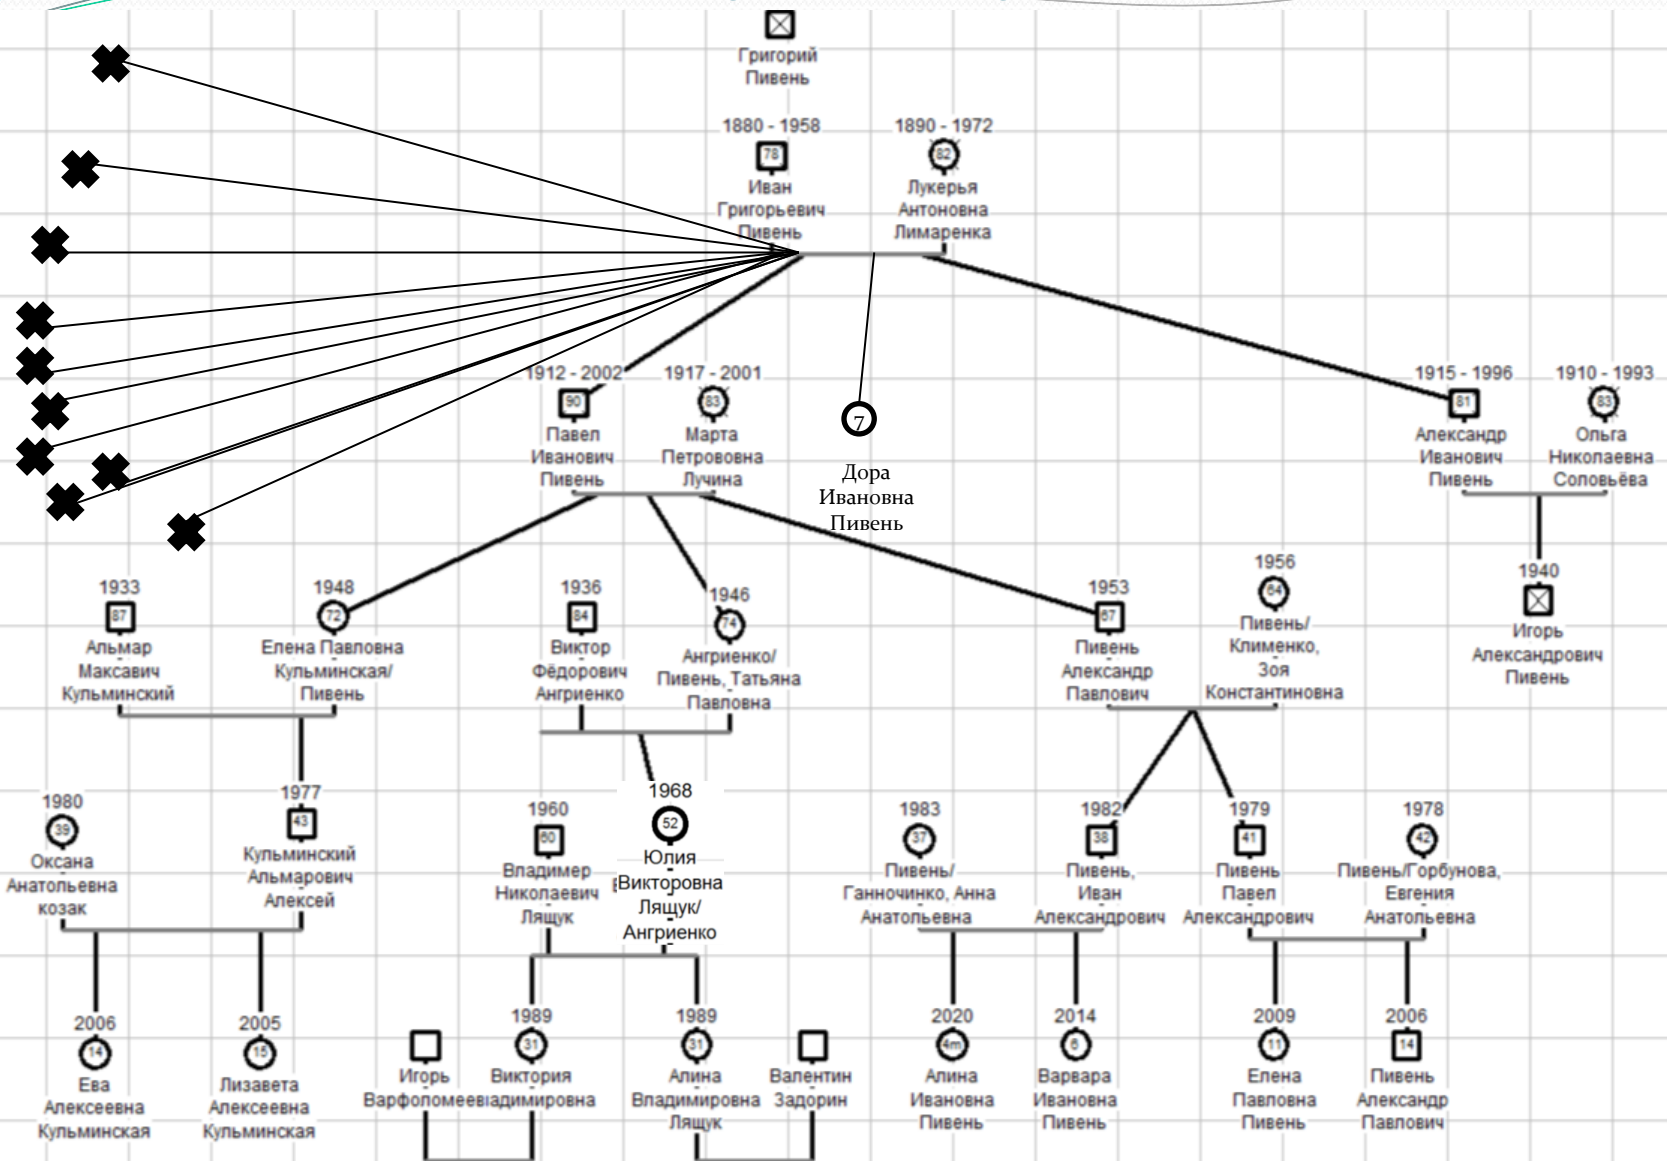 Григорий
Пивень
1880 - 1958
78
Иван
Григорьевич
Пивень
1890 - 1972
82
Лукерья
Антоновна
Лимаренка
1912 - 2002
90
Павел
Иванович
Пивень
1917 - 2001
83
Марта
Петрововна
Лучина
7
Дора
Ивановна
Пивень
1915 - 1996
81
Александр
Иванович
Пивень
1910 - 1993
83
Ольга
Николаевна
Соловьёва
1933
87
Альмар
Максавич
Кульминский
1948
72
Елена Павловна
Кульминская/
Пивень
1936
84
Виктор
Фёдорович
Ангриенко
1946
74
Ангриенко/
Пивень, Татьяна
Павловна
1953
67
Пивень
Александр
Павлович
1956
64
Пивень/
Клименко,
Зоя
Константиновна
1940
Игорь
Александрович
Пивень
1980
39
Оксана
Анатольевна
козак
1977
43
Кульминский
Альмарович
Алексей
1960
60
Владимер
Николаевич
Лящук
1968
52
Юлия
Викторовна
Лящук/
Ангриенко
1983
37
Пивень/
Ганночинко, Анна
Анатольевна
1982
38
Пивень,
Иван
Александрович
1979
41
Пивень
Павел
Александрович
1978
42
Пивень/Горбунова,
Евгения
Анатольевна
2006
14
Ева
Алексеевна
Кульминская
2005
15
Лизавета
Алексеевна
Кульминская
Игорь
Варфоломеев
1989
31
Виктория
адимировна
1989
31
Алина
Владимировна
Лящук
Валентин
Задорин
2020
4m
Алина
Ивановна
Пивень
2014
6
Варвара
Ивановна
Пивень
2009
11
Елена
Павловна
Пивень
2006
14
Пивень
Александр
Павлович